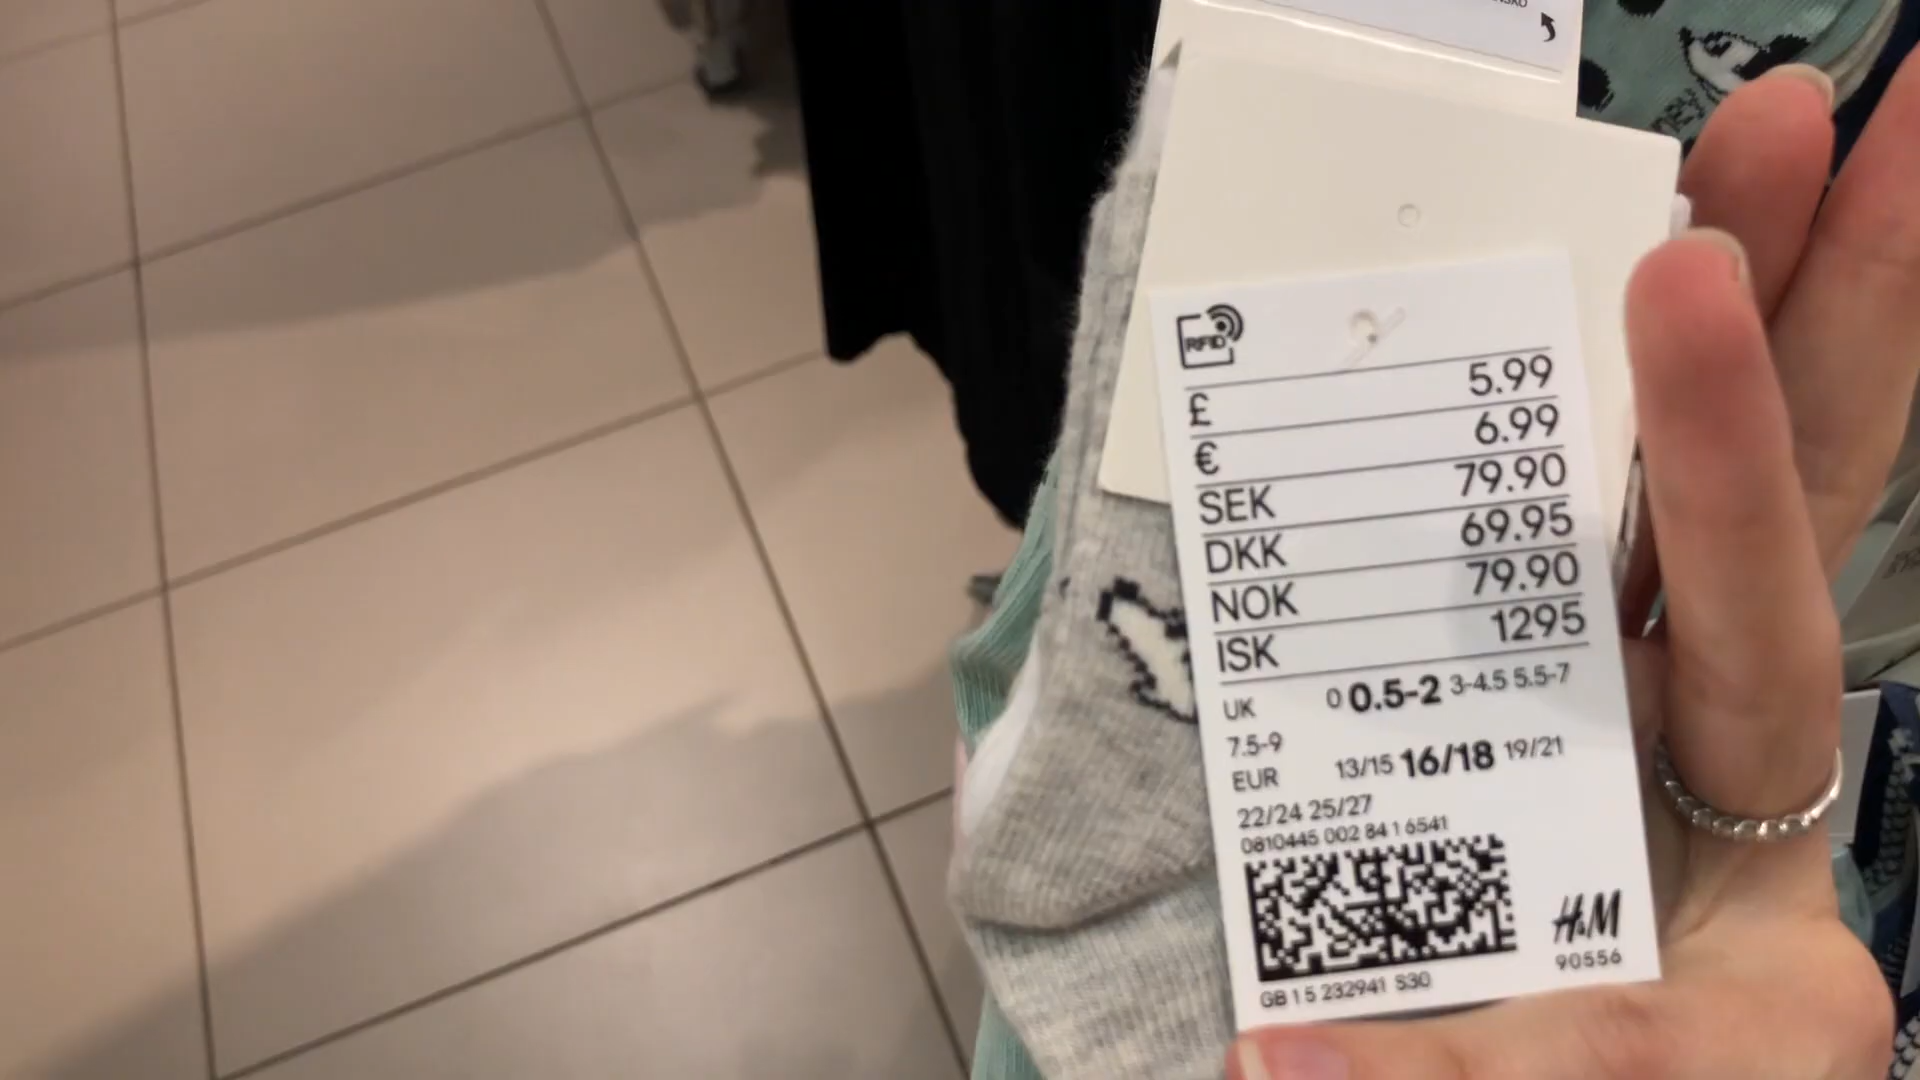 RFID
£ 5.99
€ 6.99
SEK 79.90
DKK 69.95
NOK 79.90
ISK 1295
UK 0 0.5-2 3-4.5 5.5-7
7.5-9
EUR 13/15 16/18 19/21
22/24 25/27
0810445 002 84 1 6541
H&M
90556
GB 1 5 232941 S30